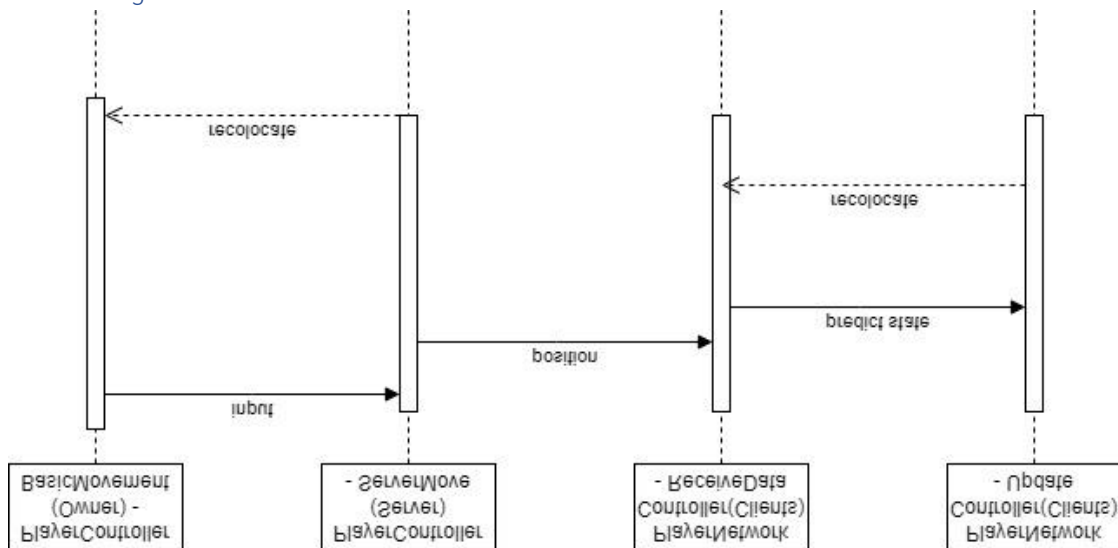 PlayerController
(Owner) -
BasicMovement
PlayerController
(Server)
- ServerMove
PlayerNetwork
Controller(Clients)
- ReceiveData
PlayerNetwork
Controller(Clients)
- Update
input
position
predict state
recolocate
recolocate